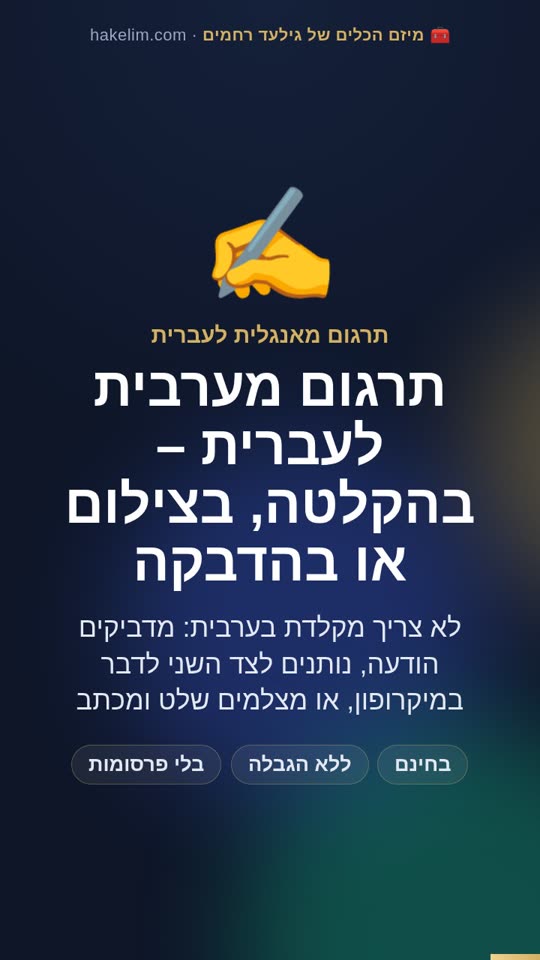 🧰 מיזם הכלים של גילעד רחמים · hakelim.com
תרגום מאנגלית לעברית
תרגום מערבית
לעברית –
בהקלטה, בצילום
או בהדבקה
לא צריך מקלדת בערבית: מדביקים
הודעה, נותנים לצד השני לדבר
במיקרופון, או מצלמים שלט ומכתב
בחינם
ללא הגבלה
בלי פרסומות